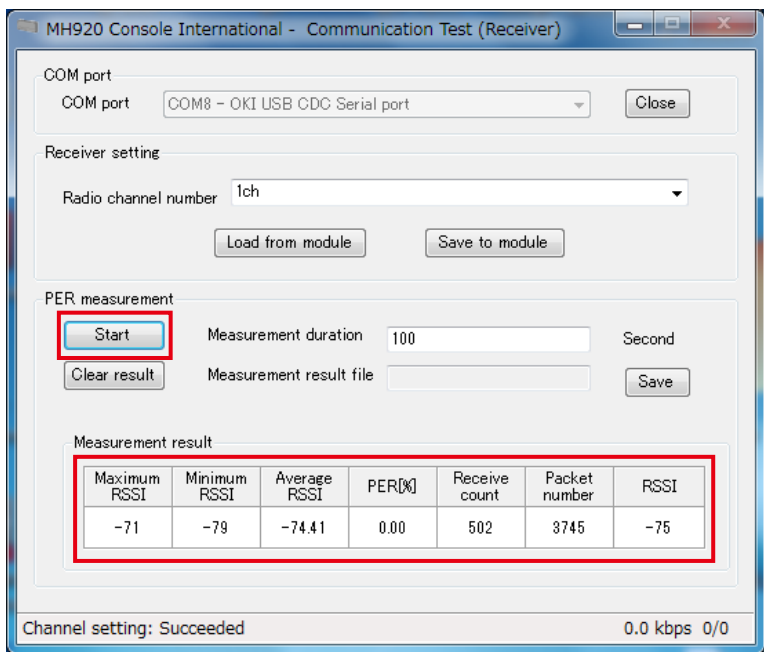 MH920 Console International - Communication Test (Receiver)
COM port
COM port COM8 - OKI USB CDC Serial port Close
Receiver setting
Radio channel number 1ch
Load from module Save to module
PER measurement
Start Measurement duration 100 Second
Clear result Measurement result file Save
Measurement result
Maximum RSSI Minimum RSSI Average RSSI PER[%] Receive count Packet number RSSI
-71 -79 -74.41 0.00 502 3745 -75
Channel setting: Succeeded 0.0 kbps 0/0